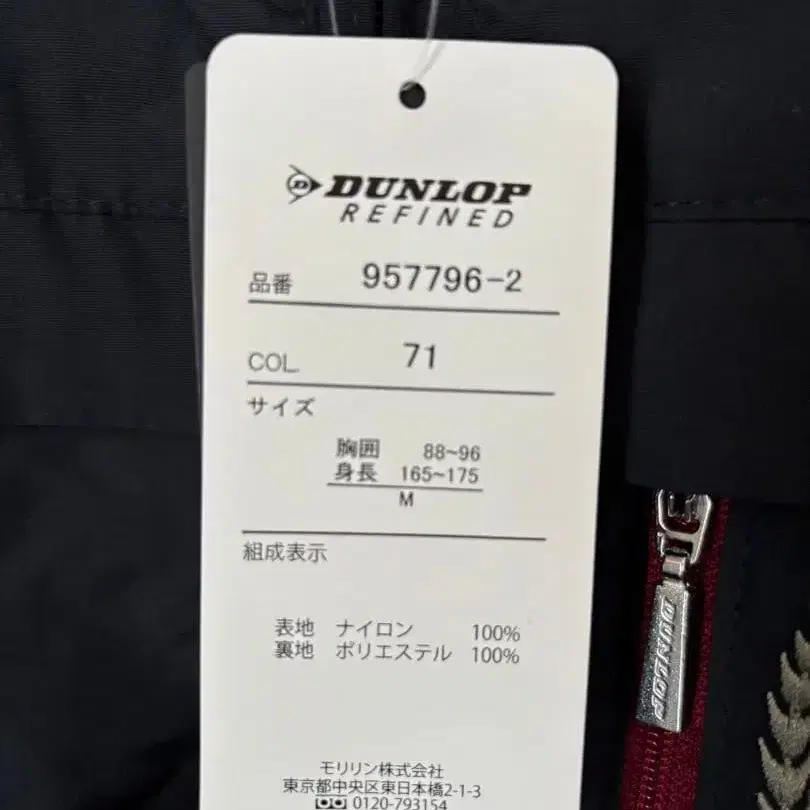 D DUNLOP
REFINED
品番 957796-2
COL. 71
サイズ
胸囲 88~96
身長 165~175
M
組成表示
表地 ナイロン 100%
裏地 ポリエステル 100%
モリリン株式会社
東京都中央区東日本橋2-1-3
0120-793154
DUNLOP